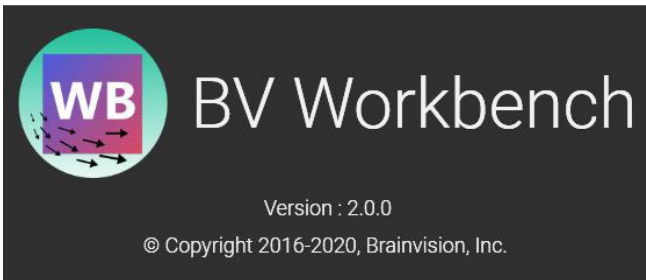 WB
BV Workbench
Version : 2.0.0
© Copyright 2016-2020, Brainvision, Inc.